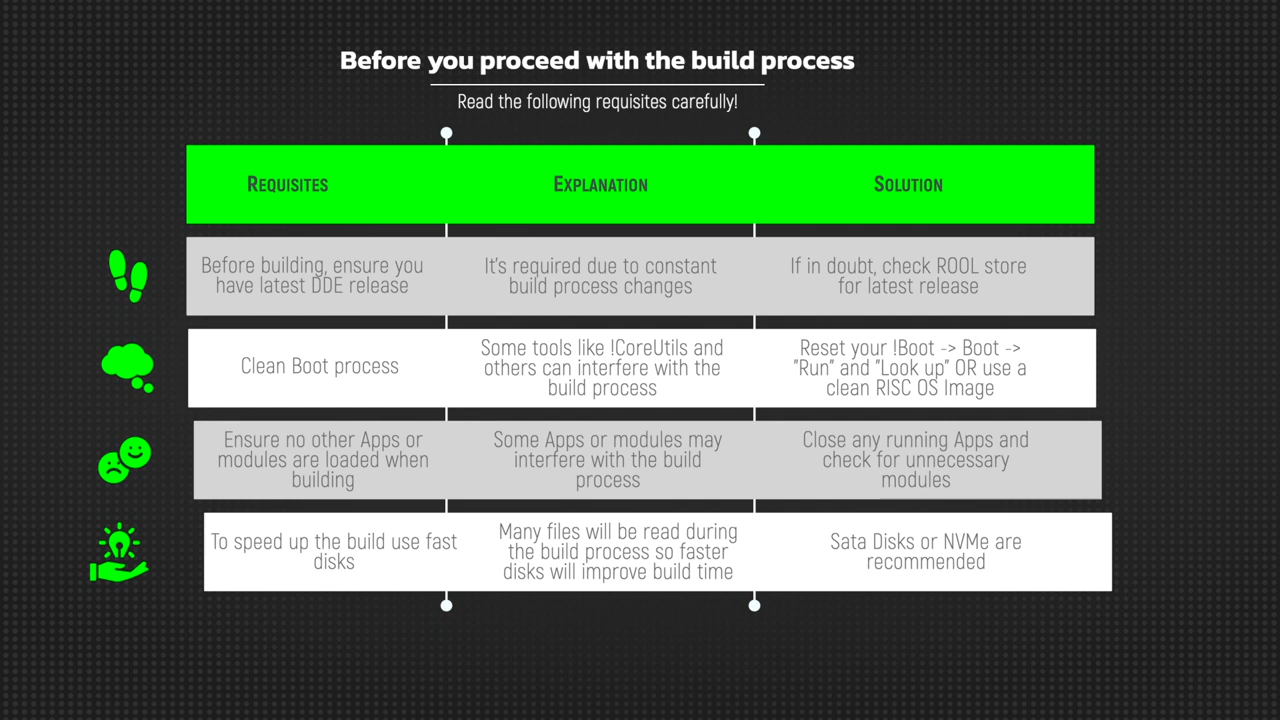 Before you proceed with the build process
Read the following requisites carefully!
Requisites
Explanation
Solution
Before building, ensure you
have latest DDE release
It's required due to constant
build process changes
If in doubt, check ROOL store
for latest release
Clean Boot process
Some tools like !CoreUtils and
others can interfere with the
build process
Reset your !Boot -> Boot ->
"Run" and "Look up" OR use a
clean RISC OS Image
Ensure no other Apps or
modules are loaded when
building
Some Apps or modules may
interfere with the build
process
Close any running Apps and
check for unnecessary
modules
To speed up the build use fast
disks
Many files will be read during
the build process so faster
disks will improve build time
Sata Disks or NVMe are
recommended